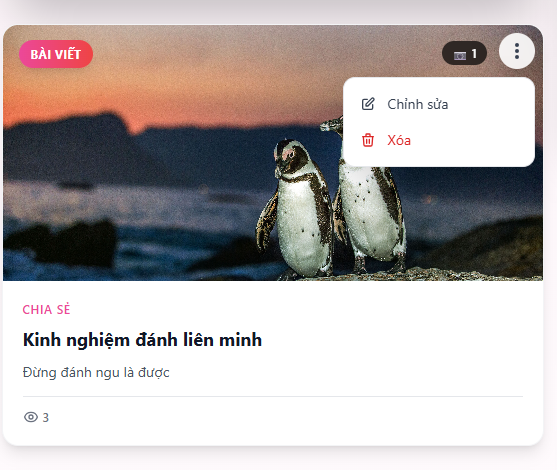 BÀI VIẾT
1
Chỉnh sửa
Xóa
CHIA SẺ
Kinh nghiệm đánh liên minh
Đừng đánh ngu là được
3